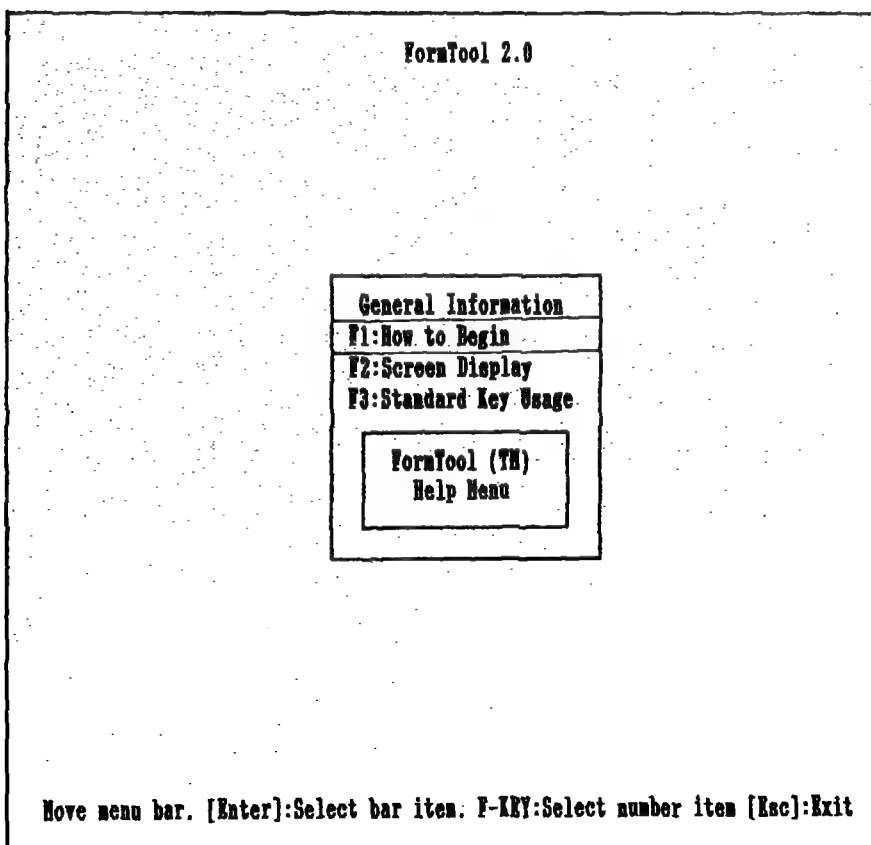 FormTool 2.0
General Information
F1:How to Begin
F2:Screen Display
F3:Standard Key Usage
FormTool (TM)
Help Menu
Move menu bar. [Enter]:Select bar item. F-KEY:Select number item [Esc]:Exit